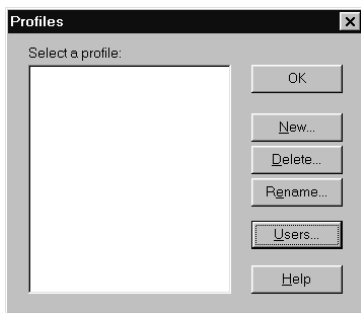 Profiles
Select a profile:
OK
New...
Delete...
Rename...
Users...
Help